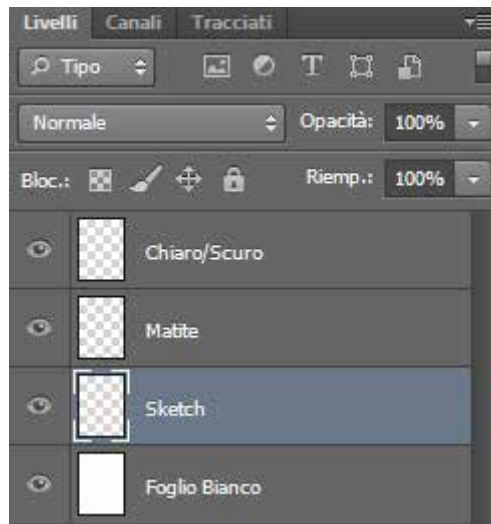 Livelli Canali Tracciati
Tipo T
Normale Opacità: 100%
Bloc.: Riemp.: 100%
Chiaro/Scuro
Matite
Sketch
Foglio Bianco